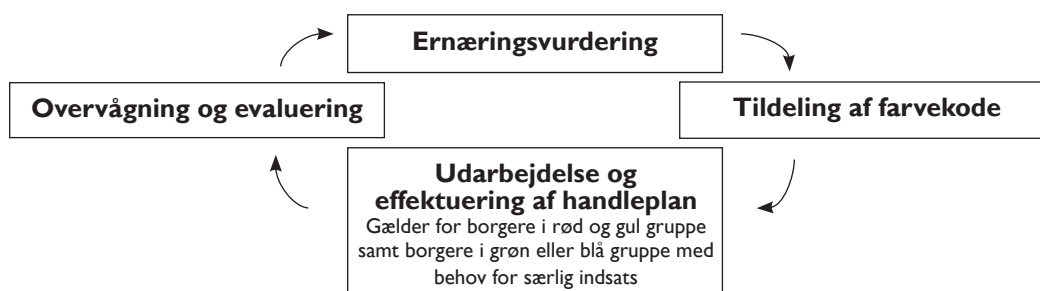 Ernæringsvurdering
Overvågning og evaluering
Tildeling af farvekode
Udarbejdelse og
effektuering af handleplan
Gælder for borgere i rød og gul gruppe
samt borgere i grøn eller blå gruppe med
behov for særlig indsats